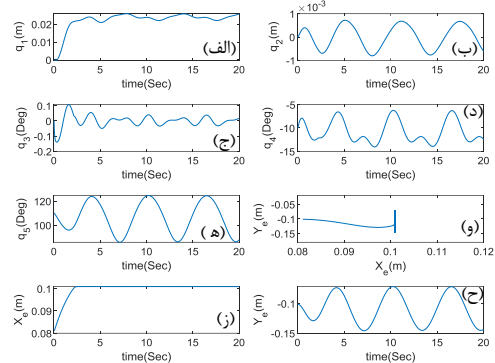 0.02
0.01
0
q1(m)
(الف)
0 5 10 15 20
time(Sec)
×10⁻³
1
0
-1
q2(m)
(ب)
0 5 10 15 20
time(Sec)
0.1
0
-0.2
q3(Deg)
(ج)
0 5 10 15 20
time(Sec)
-5
-10
-15
q4(Deg)
(د)
0 5 10 15 20
time(Sec)
120
100
q5(Deg)
(ه)
0 5 10 15 20
time(Sec)
-0.05
-0.1
-0.15
Ye(m)
(و)
0.08 0.09 0.1 0.11 0.12
Xe(m)
0.1
0.09
0.08
Xe(m)
(ز)
0 5 10 15 20
time(Sec)
-0.1
-0.15
Ye(m)
(ح)
0 5 10 15 20
time(Sec)